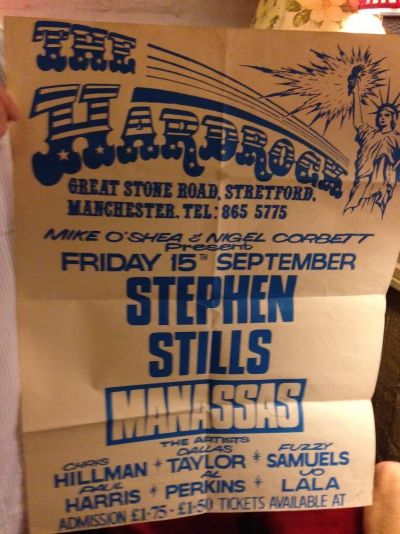 THE
HARDROCK
GREAT STONE ROAD, STRETFORD,
MANCHESTER. TEL: 865 5775
MIKE O'SHEA & NIGEL CORBETT
Present
FRIDAY 15TH SEPTEMBER
STEPHEN
STILLS
MANASSAS
THE ARTISTS
CHRIS HILLMAN * DALLAS TAYLOR * FUZZY SAMUELS
PAUL HARRIS * AL PERKINS * JO LALA
ADMISSION £1·75 - £1·50 TICKETS AVAILABLE AT